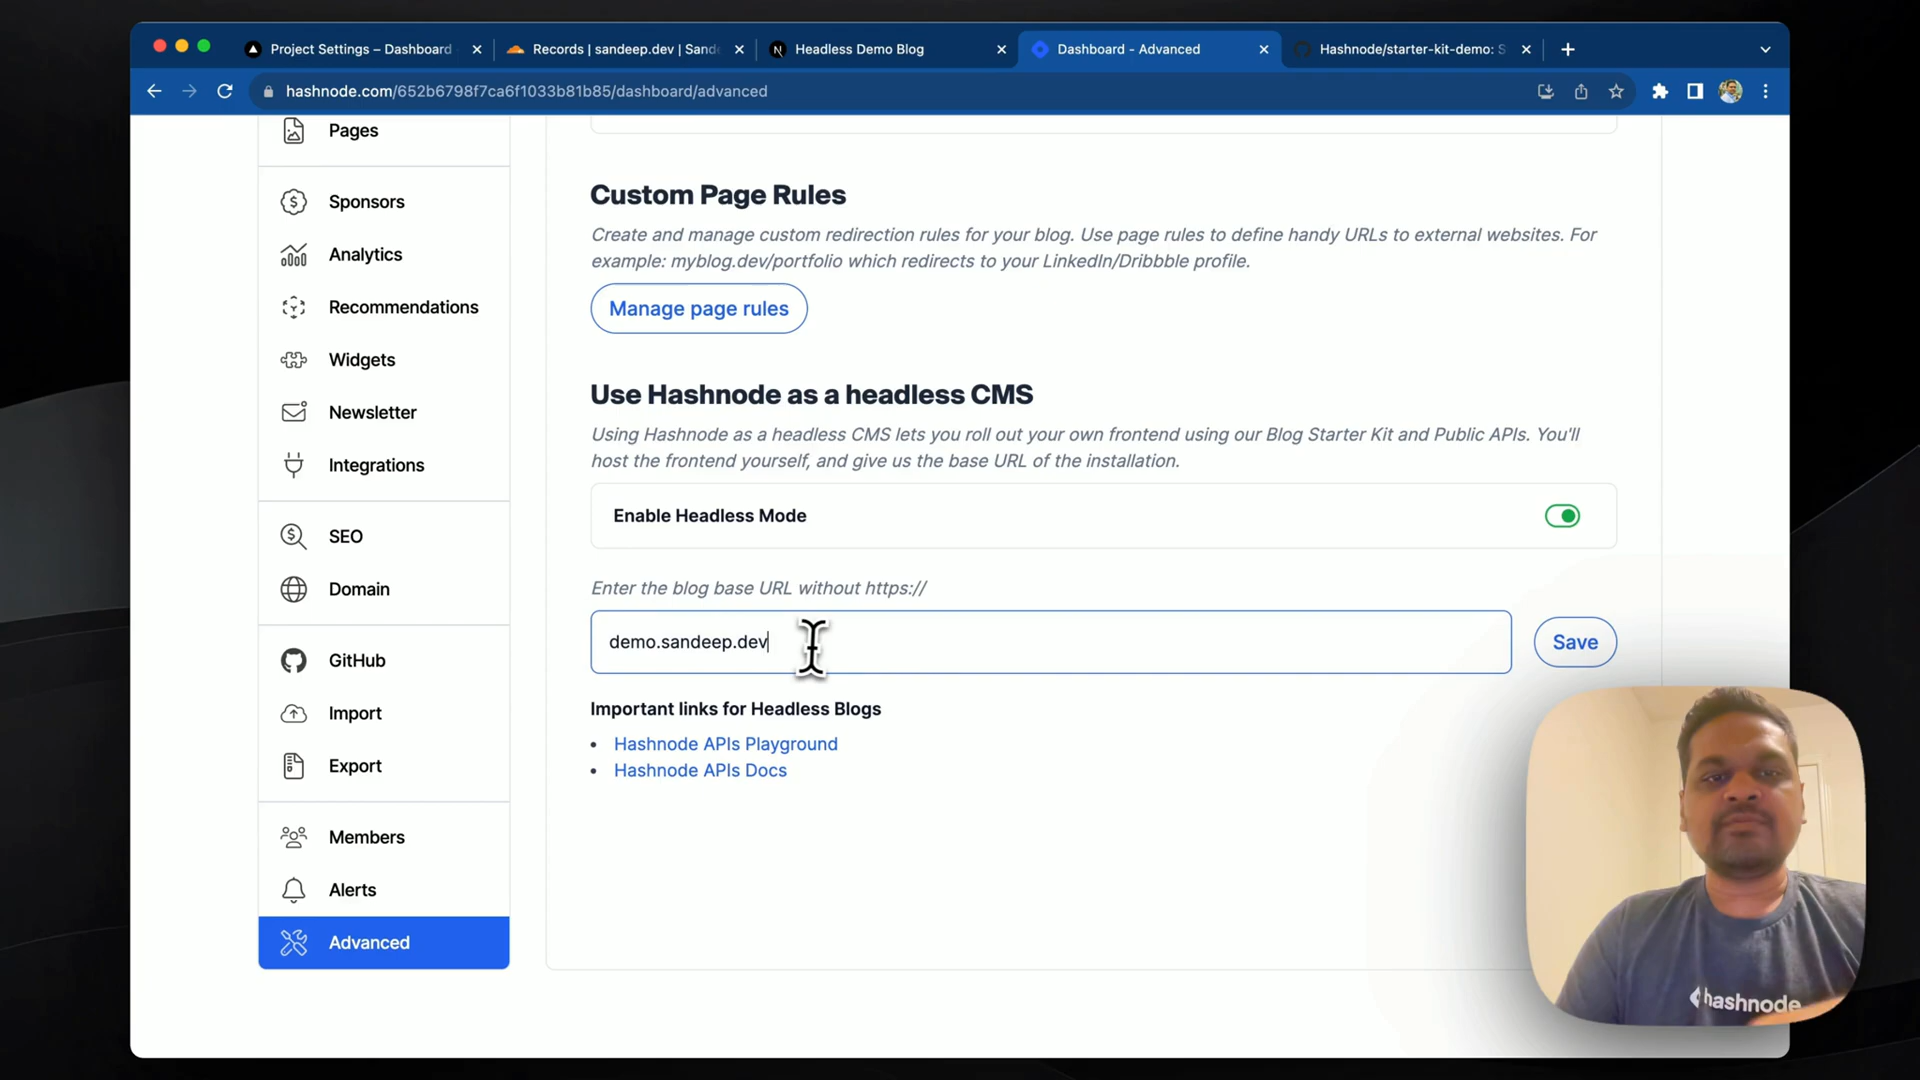 Project Settings – Dashboard
Records | sandeep.dev | Sand
Headless Demo Blog
Dashboard - Advanced
Hashnode/starter-kit-demo: S
hashnode.com/652b6798f7ca6f1033b81b85/dashboard/advanced
Pages
Sponsors
Analytics
Recommendations
Widgets
Newsletter
Integrations
SEO
Domain
GitHub
Import
Export
Members
Alerts
Advanced
Custom Page Rules
Create and manage custom redirection rules for your blog. Use page rules to define handy URLs to external websites. For
example: myblog.dev/portfolio which redirects to your LinkedIn/Dribbble profile.
Manage page rules
Use Hashnode as a headless CMS
Using Hashnode as a headless CMS lets you roll out your own frontend using our Blog Starter Kit and Public APIs. You'll
host the frontend yourself, and give us the base URL of the installation.
Enable Headless Mode
Enter the blog base URL without https://
demo.sandeep.dev
Save
Important links for Headless Blogs
• Hashnode APIs Playground
• Hashnode APIs Docs
hashnode